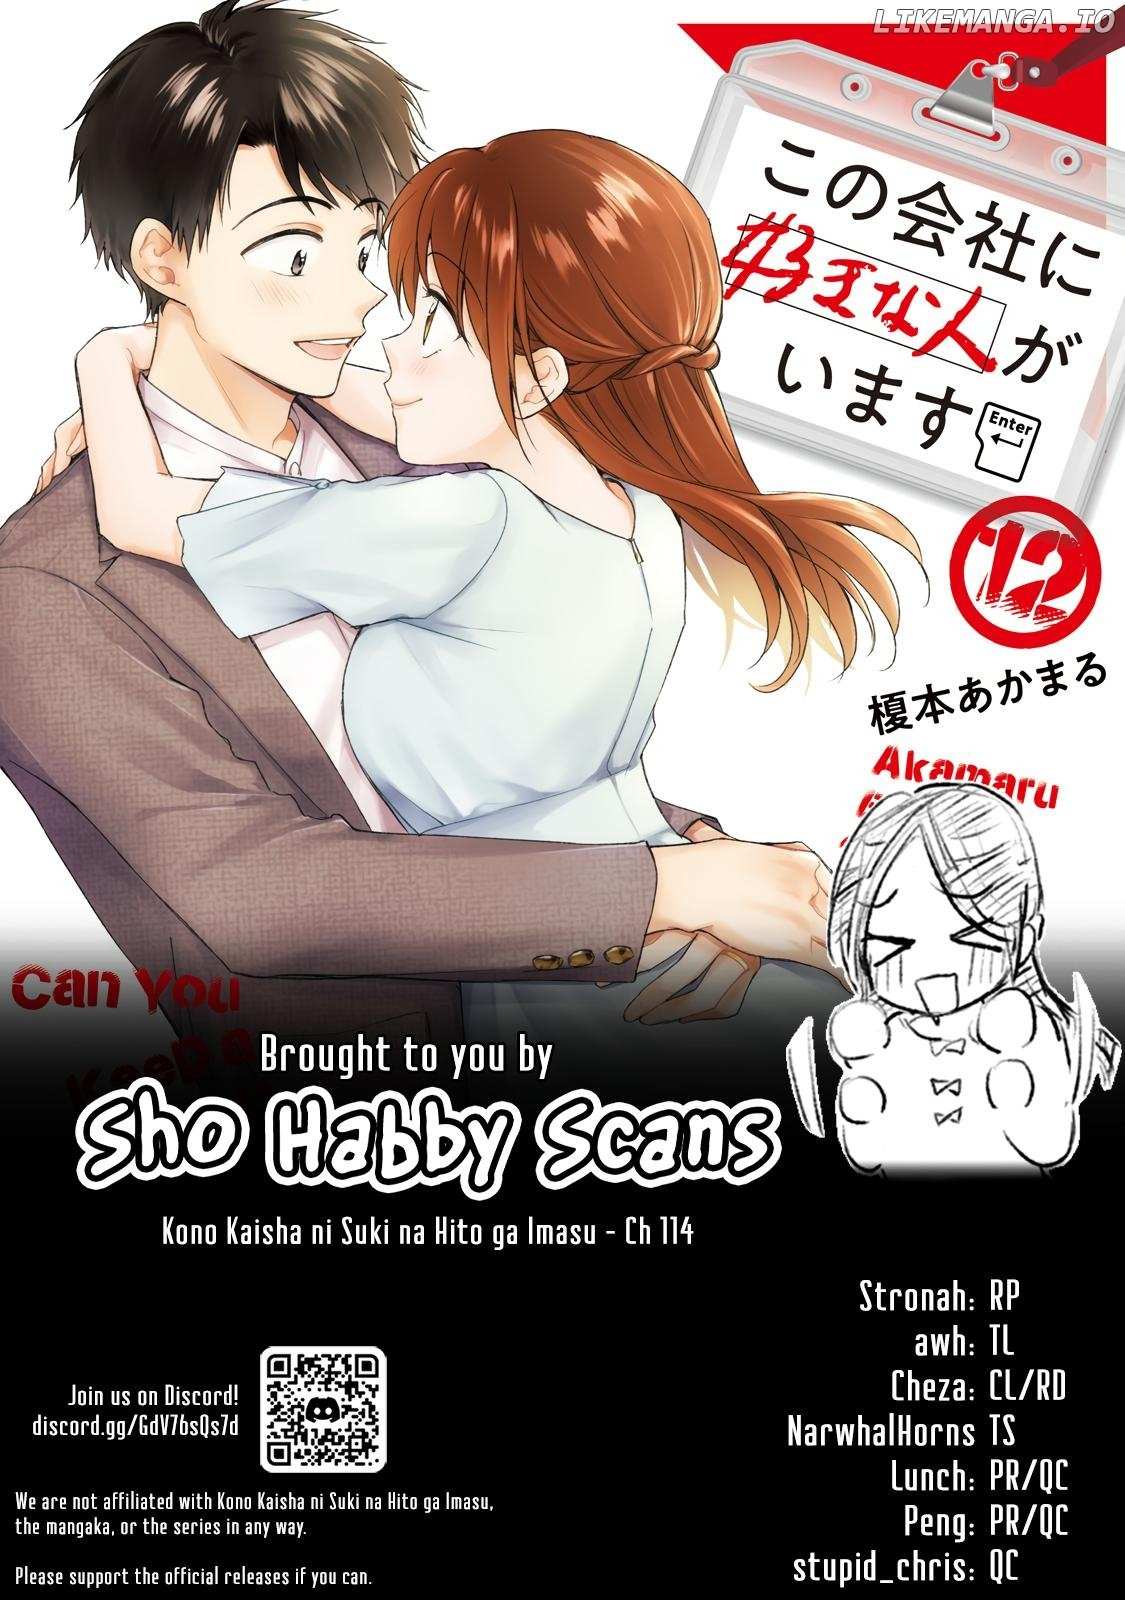 LIKEMANGA.IO
この会社に
好きな人が
います
Enter
12
榎本あかまる
Akamaru
Can You
Keep a
Brought to you by
Sho Habby Scans
Kono Kaisha ni Suki na Hito ga Imasu - Ch 114
Stronah: RP
awh: TL
Cheza: CL/RD
NarwhalHorns TS
Lunch: PR/QC
Peng: PR/QC
stupid_chris: QC
Join us on Discord!
discord.gg/GdV7bsQs7d
We are not affiliated with Kono Kaisha ni Suki na Hito ga Imasu,
the mangaka, or the series in any way.
Please support the official releases if you can.